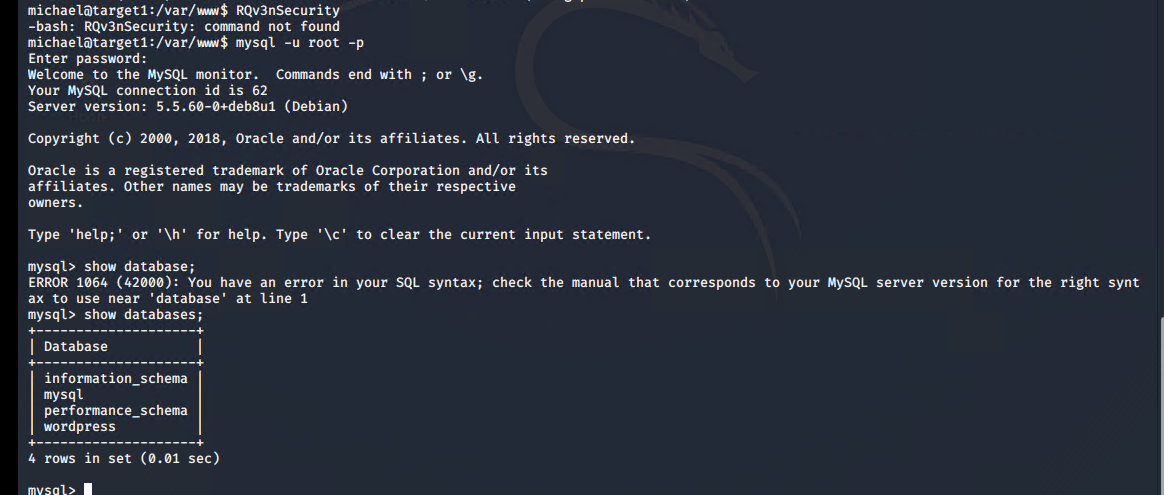 michael@target1:/var/www$ RQv3nSecurity
-bash: RQv3nSecurity: command not found
michael@target1:/var/www$ mysql -u root -p
Enter password:
Welcome to the MySQL monitor.  Commands end with ; or \g.
Your MySQL connection id is 62
Server version: 5.5.60-0+deb8u1 (Debian)

Copyright (c) 2000, 2018, Oracle and/or its affiliates. All rights reserved.

Oracle is a registered trademark of Oracle Corporation and/or its
affiliates. Other names may be trademarks of their respective
owners.

Type 'help;' or '\h' for help. Type '\c' to clear the current input statement.

mysql> show database;
ERROR 1064 (42000): You have an error in your SQL syntax; check the manual that corresponds to your MySQL server version for the right synt
ax to use near 'database' at line 1
mysql> show databases;
+--------------------+
| Database           |
+--------------------+
| information_schema |
| mysql              |
| performance_schema |
| wordpress          |
+--------------------+
4 rows in set (0.01 sec)

mysql>